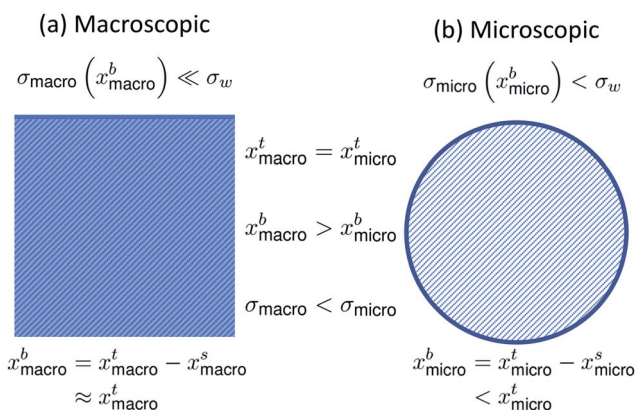 (a) Macroscopic
σ_macro (x^b_macro) ≪ σ_w
x^t_macro = x^t_micro
x^b_macro > x^b_micro
σ_macro < σ_micro
x^b_macro = x^t_macro − x^s_macro
≈ x^t_macro
(b) Microscopic
σ_micro (x^b_micro) < σ_w
x^b_micro = x^t_micro − x^s_micro
< x^t_micro